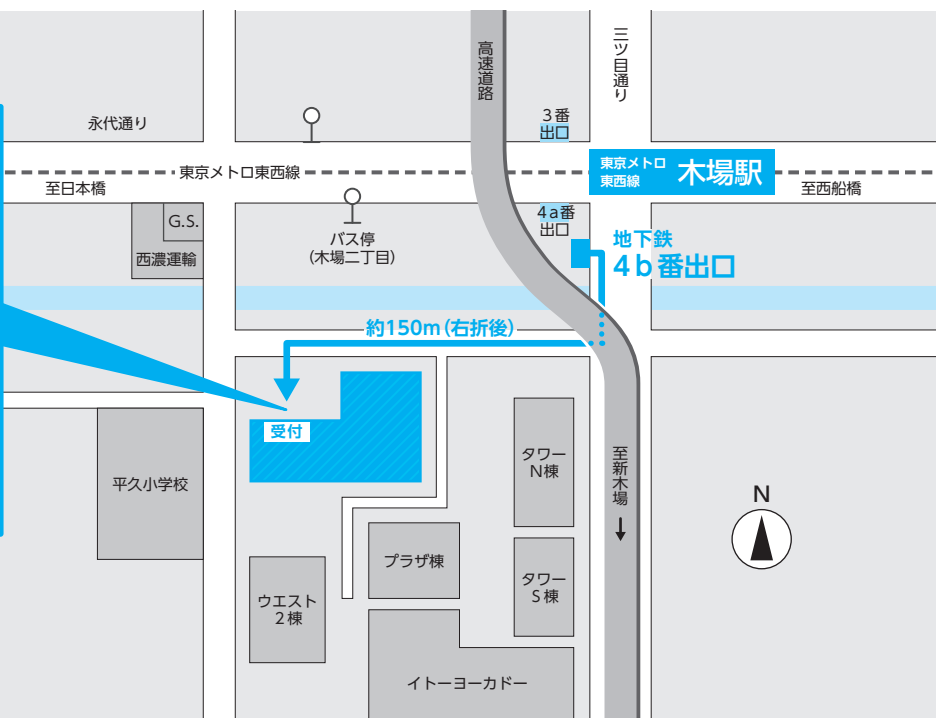 高速道路
三ツ目通り
永代通り
3番
出口
東京メトロ東西線
東京メトロ
東西線
木場駅
至日本橋
至西船橋
G.S.
西濃運輸
バス停
(木場二丁目)
4a番
出口
地下鉄
4b番出口
約150m(右折後)
受付
平久小学校
タワー
N棟
至新木場
N
プラザ棟
タワー
S棟
ウエスト
2棟
イトーヨーカドー